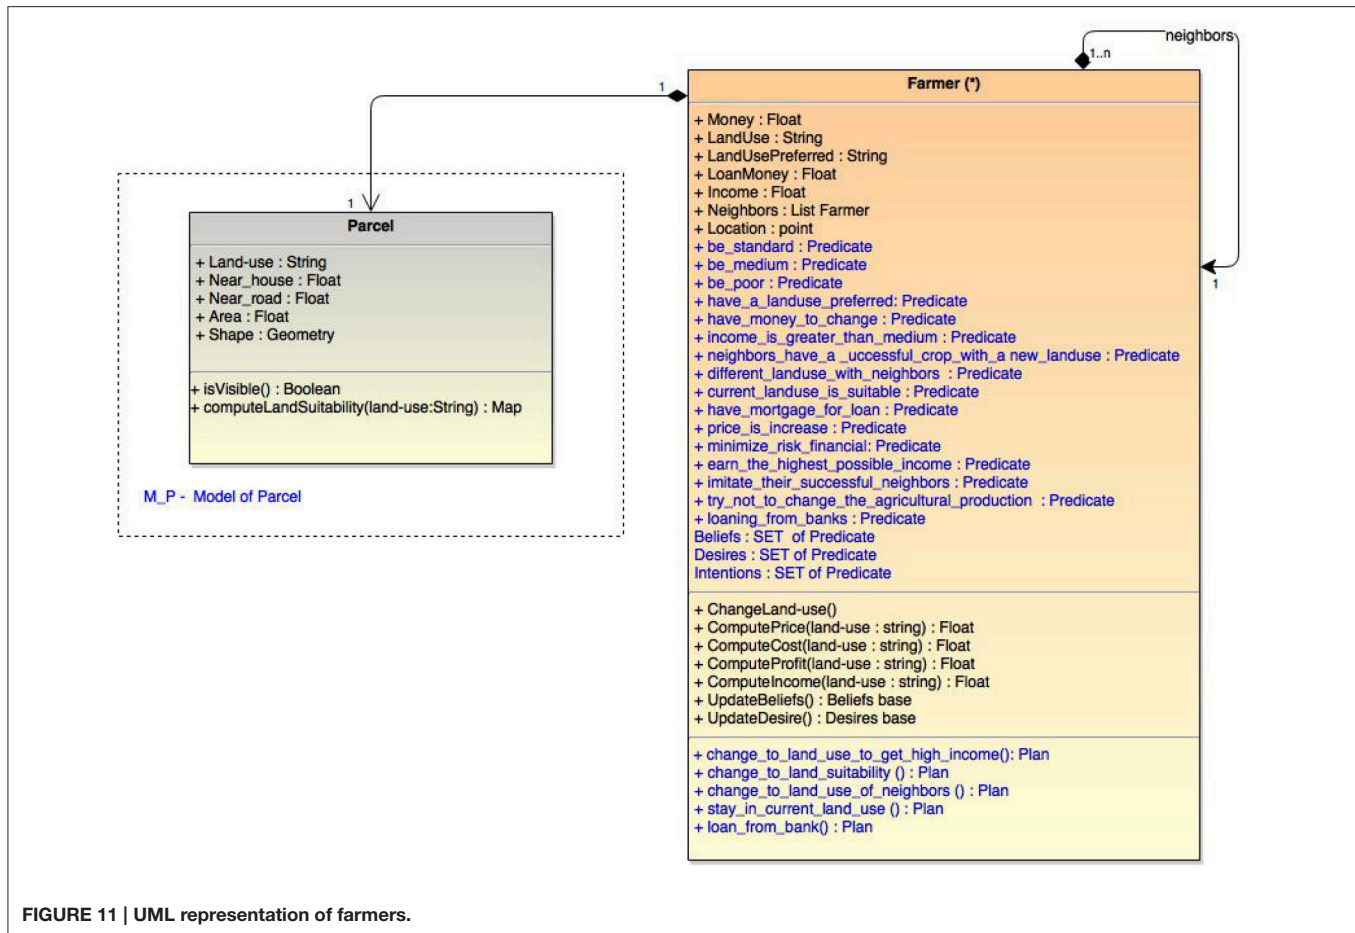 neighbors
1..n
1
Farmer (*)
+ Money : Float
+ LandUse : String
+ LandUsePreferred : String
+ LoanMoney : Float
+ Income : Float
+ Neighbors : List Farmer
+ Location : point
+ be_standard : Predicate
+ be_medium : Predicate
+ be_poor : Predicate
+ have_a_landuse_preferred: Predicate
+ have_money_to_change : Predicate
+ income_is_greater_than_medium : Predicate
+ neighbors_have_a _uccessful_crop_with_a new_landuse : Predicate
+ different_landuse_with_neighbors : Predicate
+ current_landuse_is_suitable : Predicate
+ have_mortgage_for_loan : Predicate
+ price_is_increase : Predicate
+ minimize_risk_financial: Predicate
+ earn_the_highest_possible_income : Predicate
+ imitate_their_successful_neighbors : Predicate
+ try_not_to_change_the_agricultural_production : Predicate
+ loaning_from_banks : Predicate
Beliefs : SET of Predicate
Desires : SET of Predicate
Intentions : SET of Predicate
+ ChangeLand-use()
+ ComputePrice(land-use : string) : Float
+ ComputeCost(land-use : string) : Float
+ ComputeProfit(land-use : string) : Float
+ ComputeIncome(land-use : string) : Float
+ UpdateBeliefs() : Beliefs base
+ UpdateDesire() : Desires base
+ change_to_land_use_to_get_high_income(): Plan
+ change_to_land_suitability () : Plan
+ change_to_land_use_of_neighbors () : Plan
+ stay_in_current_land_use () : Plan
+ loan_from_bank() : Plan
1
1
Parcel
+ Land-use : String
+ Near_house : Float
+ Near_road : Float
+ Area : Float
+ Shape : Geometry
+ isVisible() : Boolean
+ computeLandSuitability(land-use:String) : Map
M_P - Model of Parcel
FIGURE 11 | UML representation of farmers.